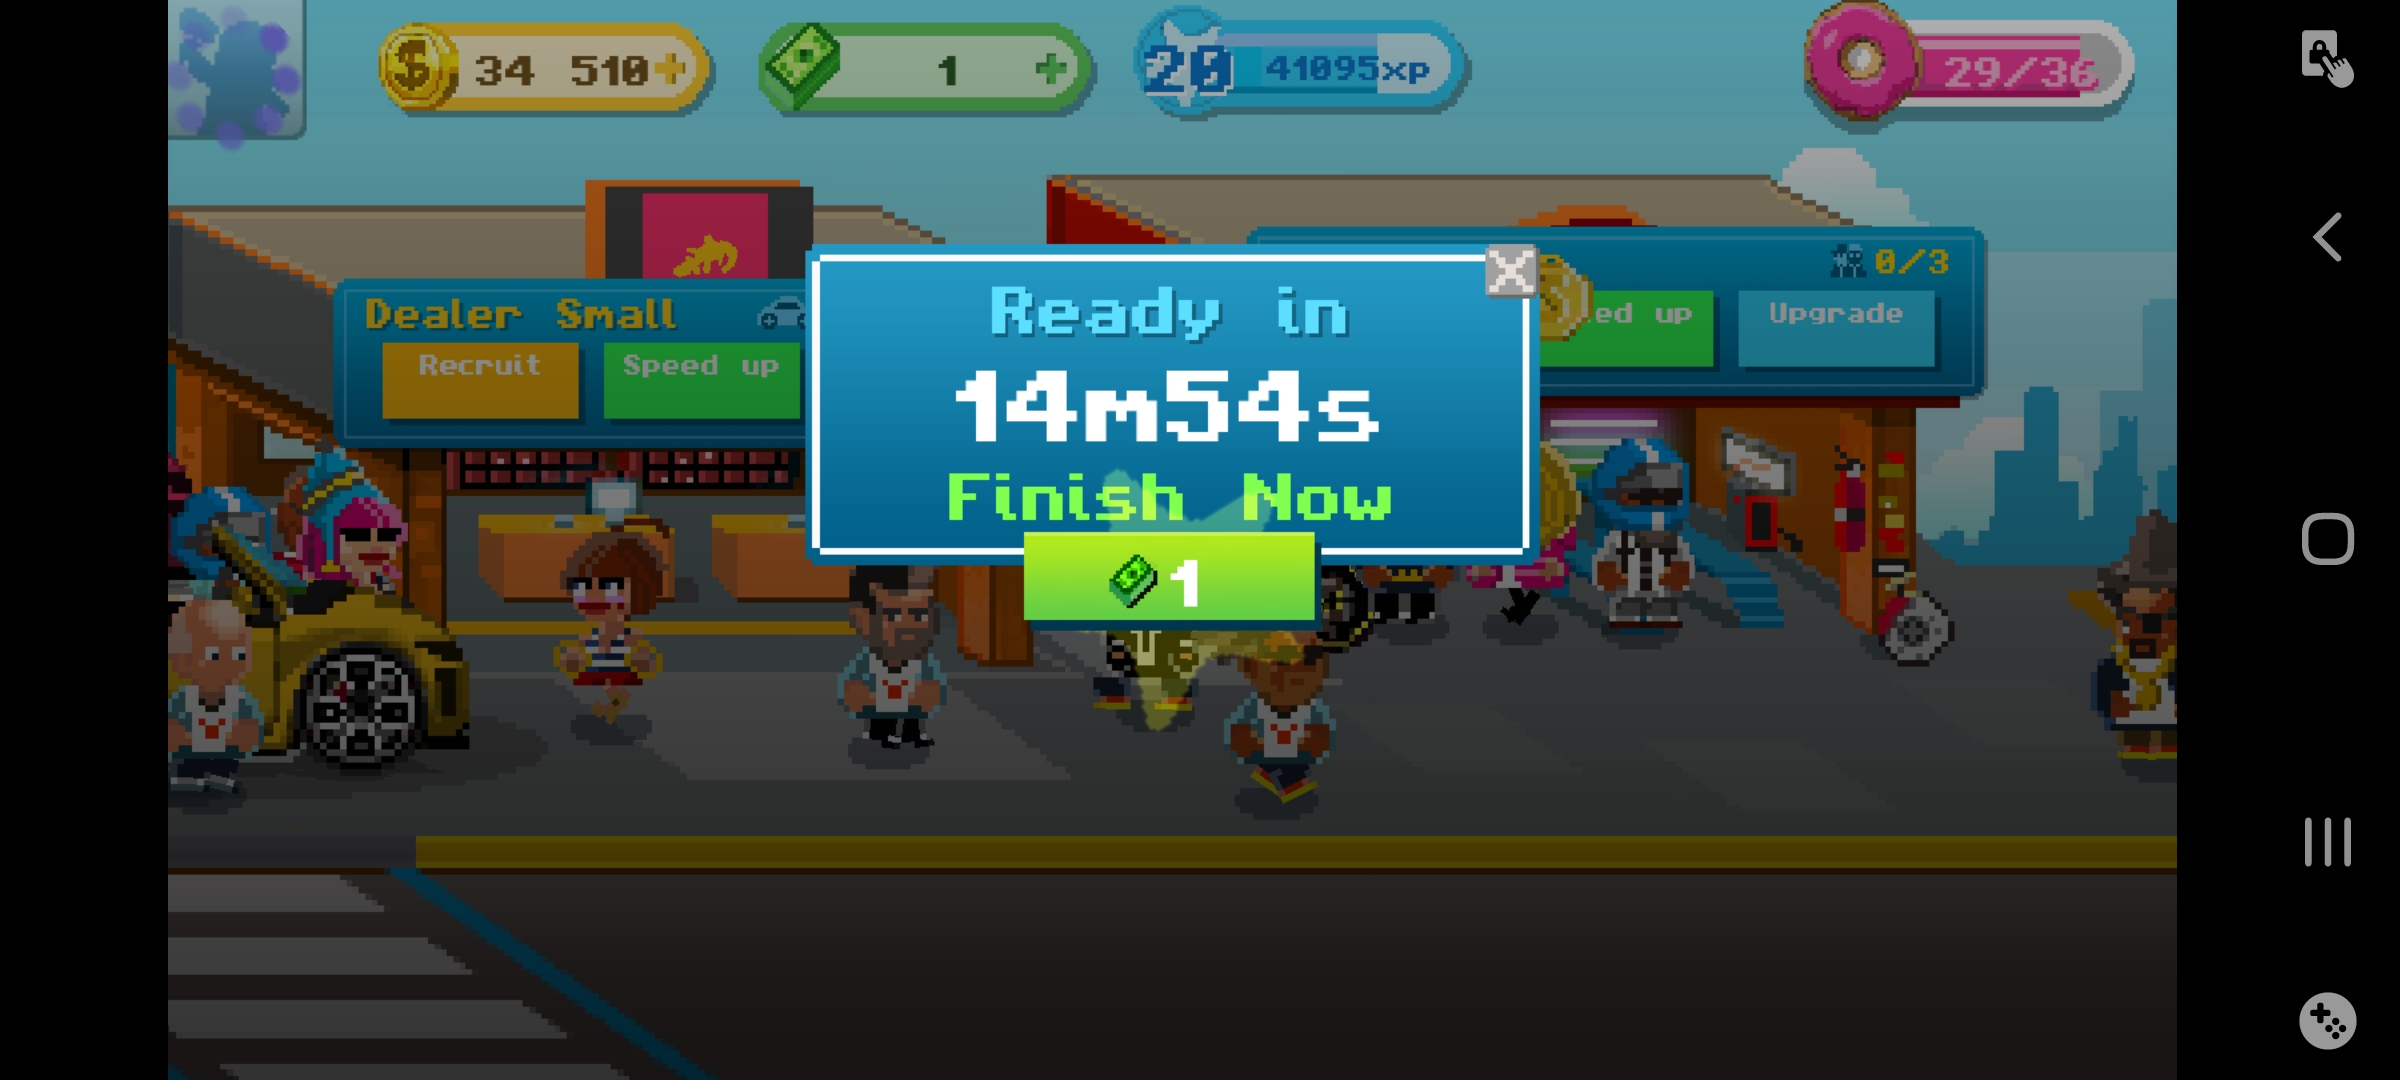 34 510
1
20 41095xp
29/36
0/3
Dealer Small
Recruit
Speed up
ed up
Upgrade
Ready in
14m54s
Finish Now
1